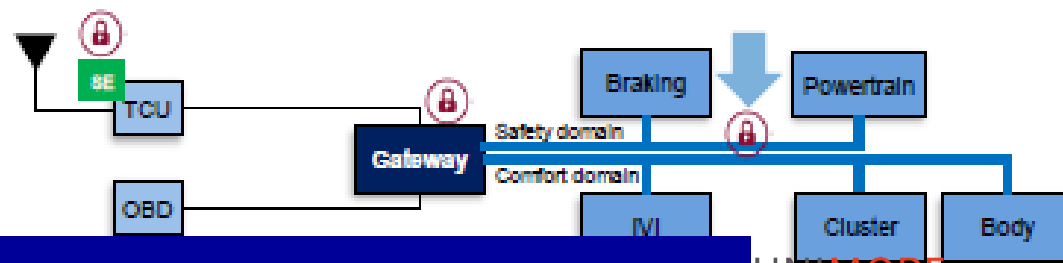 SE
TCU
Gateway
OBD
Safety domain
Comfort domain
Braking
Powertrain
IVI
Cluster
Body